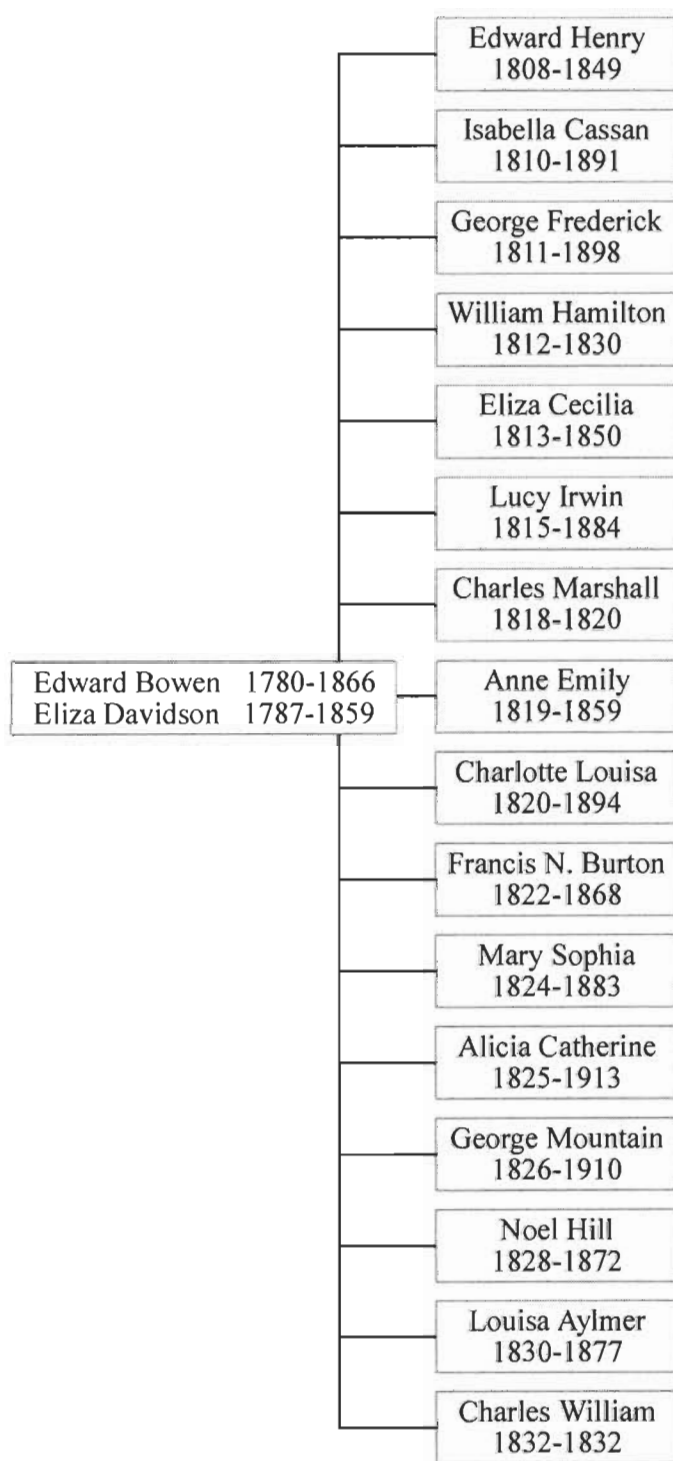 Edward Henry
1808-1849
Isabella Cassan
1810-1891
George Frederick
1811-1898
William Hamilton
1812-1830
Eliza Cecilia
1813-1850
Lucy Irwin
1815-1884
Charles Marshall
1818-1820
Edward Bowen 1780-1866
Eliza Davidson 1787-1859
Anne Emily
1819-1859
Charlotte Louisa
1820-1894
Francis N. Burton
1822-1868
Mary Sophia
1824-1883
Alicia Catherine
1825-1913
George Mountain
1826-1910
Noel Hill
1828-1872
Louisa Aylmer
1830-1877
Charles William
1832-1832